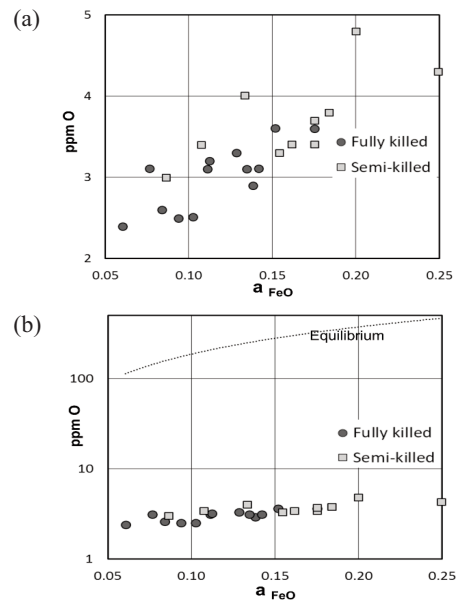 (a)
5
4
3
2
ppm O
Fully killed
Semi-killed
0.05 0.10 0.15 0.20 0.25
a FeO
(b)
100
10
1
ppm O
Equilibrium
Fully killed
Semi-killed
0.05 0.10 0.15 0.20 0.25
a FeO